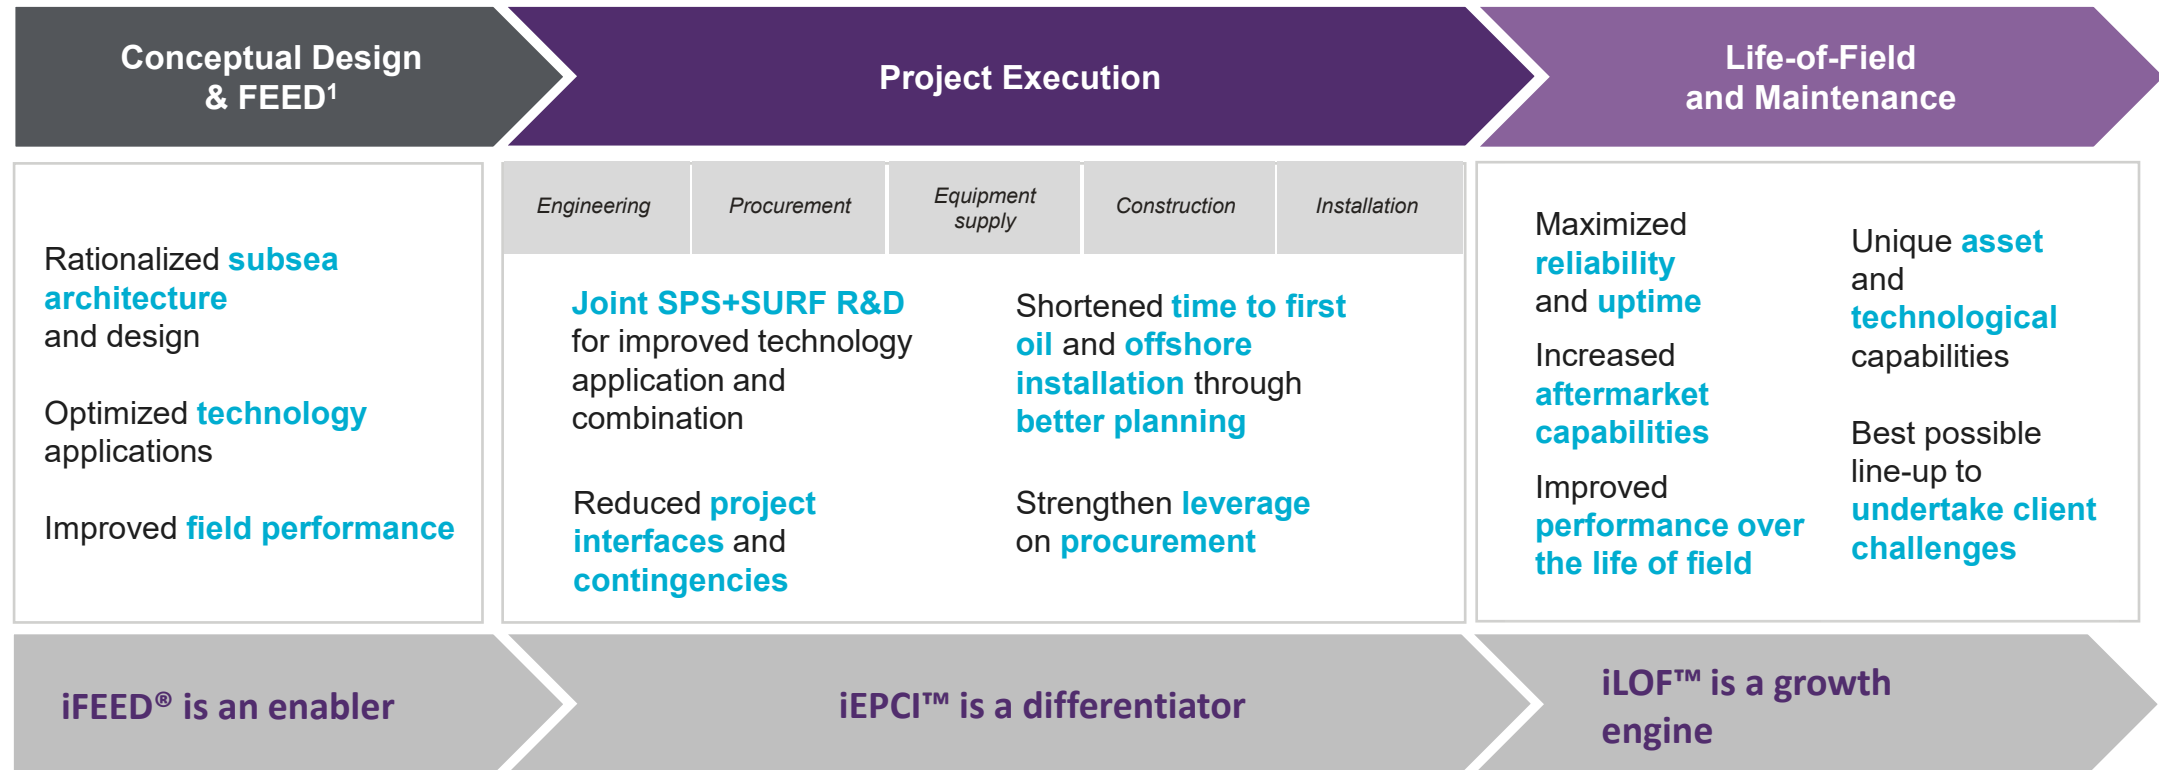 Conceptual Design
& FEED¹
Project Execution
Life-of-Field
and Maintenance
Rationalized subsea
architecture
and design
Optimized technology
applications
Improved field performance
Engineering
Procurement
Equipment
supply
Construction
Installation
Joint SPS+SURF R&D
for improved technology
application and
combination
Reduced project
interfaces and
contingencies
Shortened time to first
oil and offshore
installation through
better planning
Strengthen leverage
on procurement
Maximized
reliability
and uptime
Increased
aftermarket
capabilities
Improved
performance over
the life of field
Unique asset
and
technological
capabilities
Best possible
line-up to
undertake client
challenges
iFEED® is an enabler
iEPCI™ is a differentiator
iLOF™ is a growth
engine